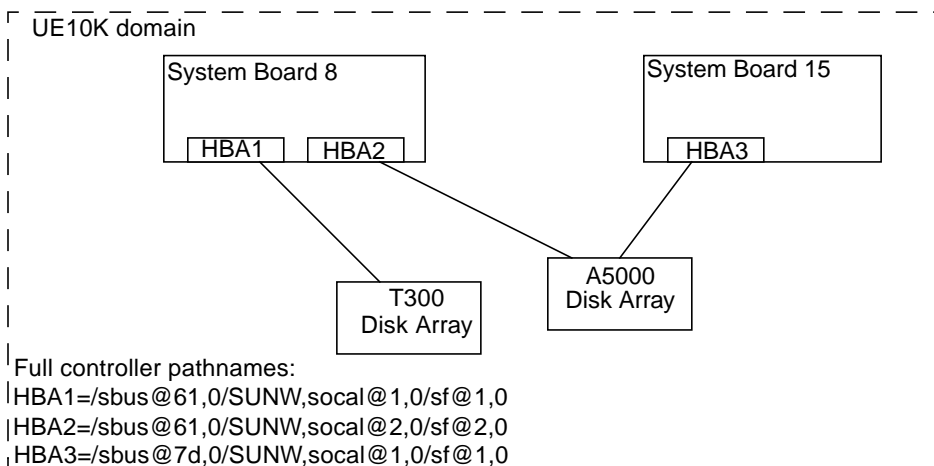 UE10K domain
System Board 8
System Board 15
HBA1
HBA2
HBA3
T300
Disk Array
A5000
Disk Array
Full controller pathnames:
HBA1=/sbus@61,0/SUNW,socal@1,0/sf@1,0
HBA2=/sbus@61,0/SUNW,socal@2,0/sf@2,0
HBA3=/sbus@7d,0/SUNW,socal@1,0/sf@1,0